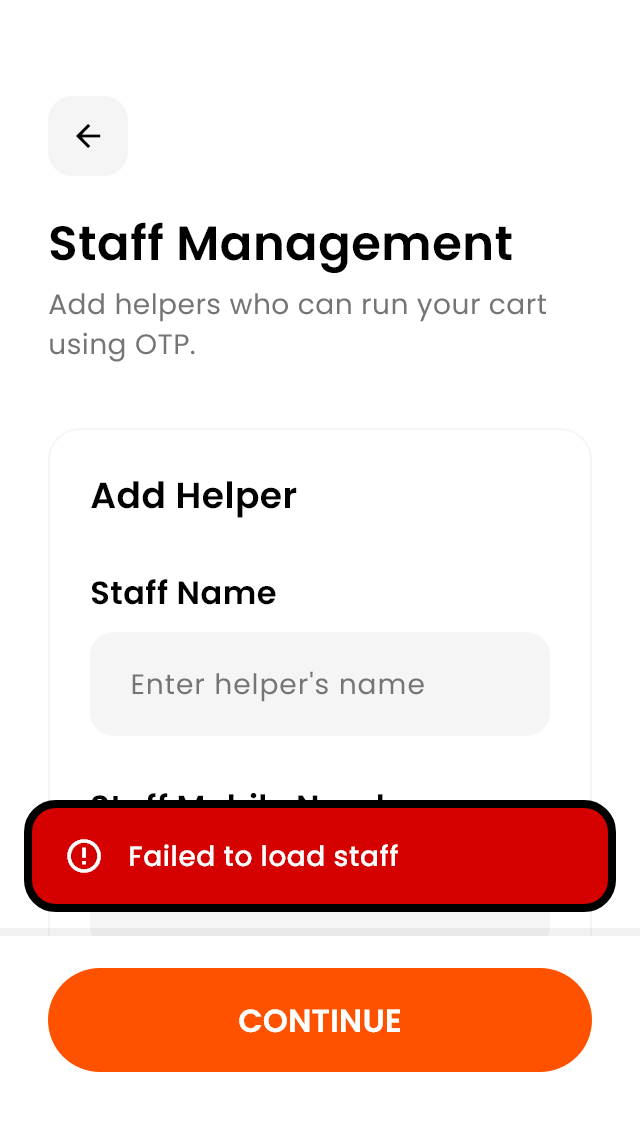 Staff Management
Add helpers who can run your cart
using OTP.
Add Helper
Staff Name
Enter helper's name
Failed to load staff
CONTINUE